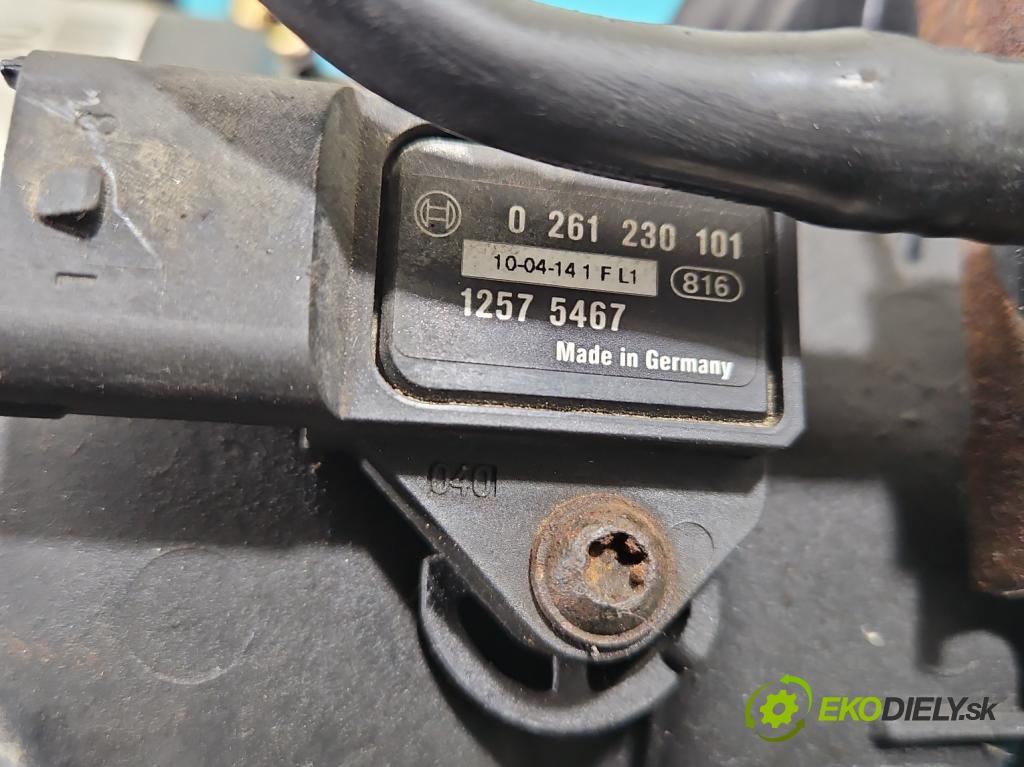 0 261 230 101
10-04-14 1 F L1
816
1257 5467
Made in Germany
040
EKODIELY.sk